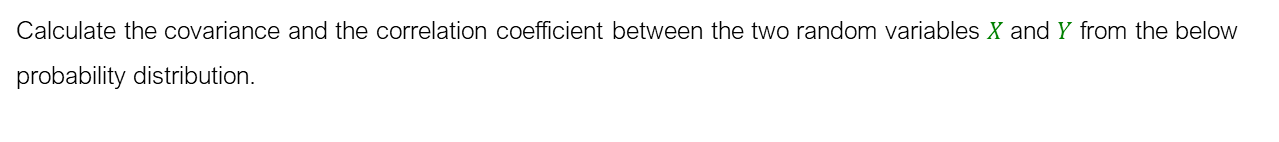 Calculate the covariance and the correlation coefficient between the two random variables X and Y from the below
probability distribution.